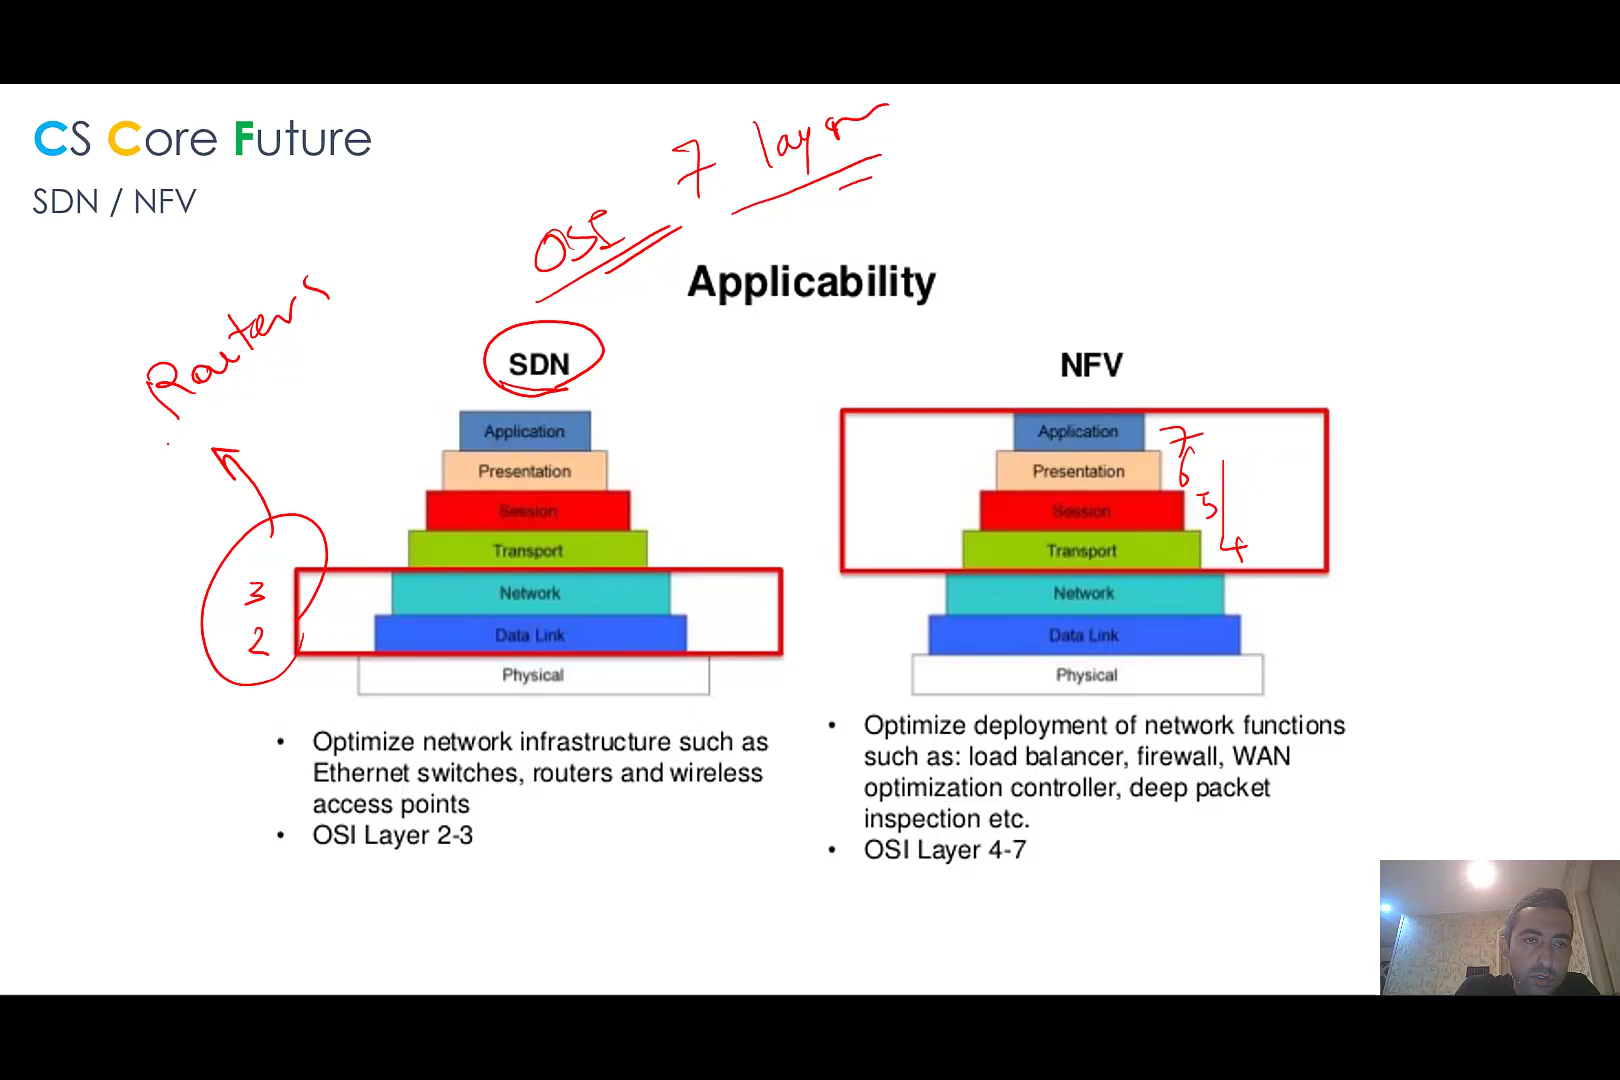 CS Core Future
SDN / NFV
OSI 7 layer
Applicability
Routers
SDN
Application
Presentation
Session
Transport
Network
Data Link
Physical
3
2
• Optimize network infrastructure such as
Ethernet switches, routers and wireless
access points
• OSI Layer 2-3
NFV
Application
Presentation
Session
Transport
Network
Data Link
Physical
7
6
5
4
• Optimize deployment of network functions
such as: load balancer, firewall, WAN
optimization controller, deep packet
inspection etc.
• OSI Layer 4-7